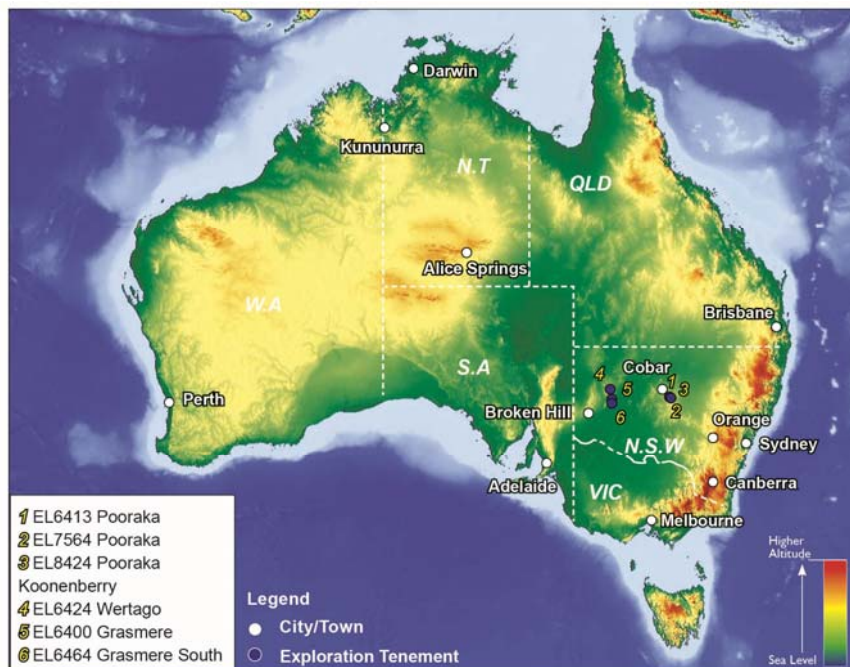 Darwin
Kununurra
N.T
QLD
Alice Springs
W.A
Brisbane
S.A
Cobar
4 5 1 3
Perth
Broken Hill
6
2
Orange
N.S.W
Sydney
Adelaide
VIC
Canberra
Melbourne
1 EL6413 Pooraka
2 EL7564 Pooraka
3 EL8424 Pooraka
Koonenberry
4 EL6424 Wertago
5 EL6400 Grasmere
6 EL6464 Grasmere South
Legend
City/Town
Exploration Tenement
Higher
Altitude
Sea Level